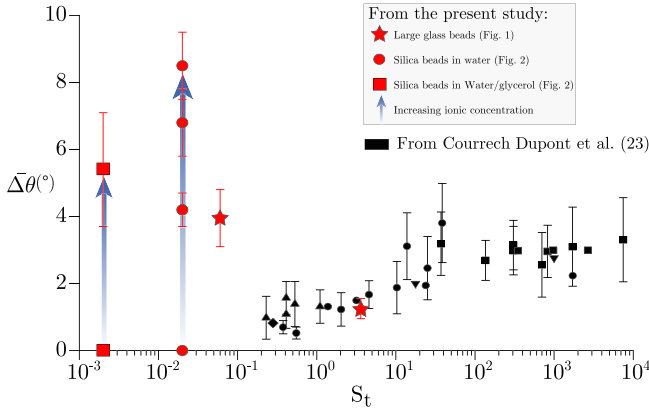 From the present study:
Large glass beads (Fig. 1)
Silica beads in water (Fig. 2)
Silica beads in Water/glycerol (Fig. 2)
Increasing ionic concentration
From Courrech Dupont et al. (23)
10
8
6
4
2
0
Δ̄θ(°)
10⁻³ 10⁻² 10⁻¹ 10⁰ 10¹ 10² 10³ 10⁴
Sₜ